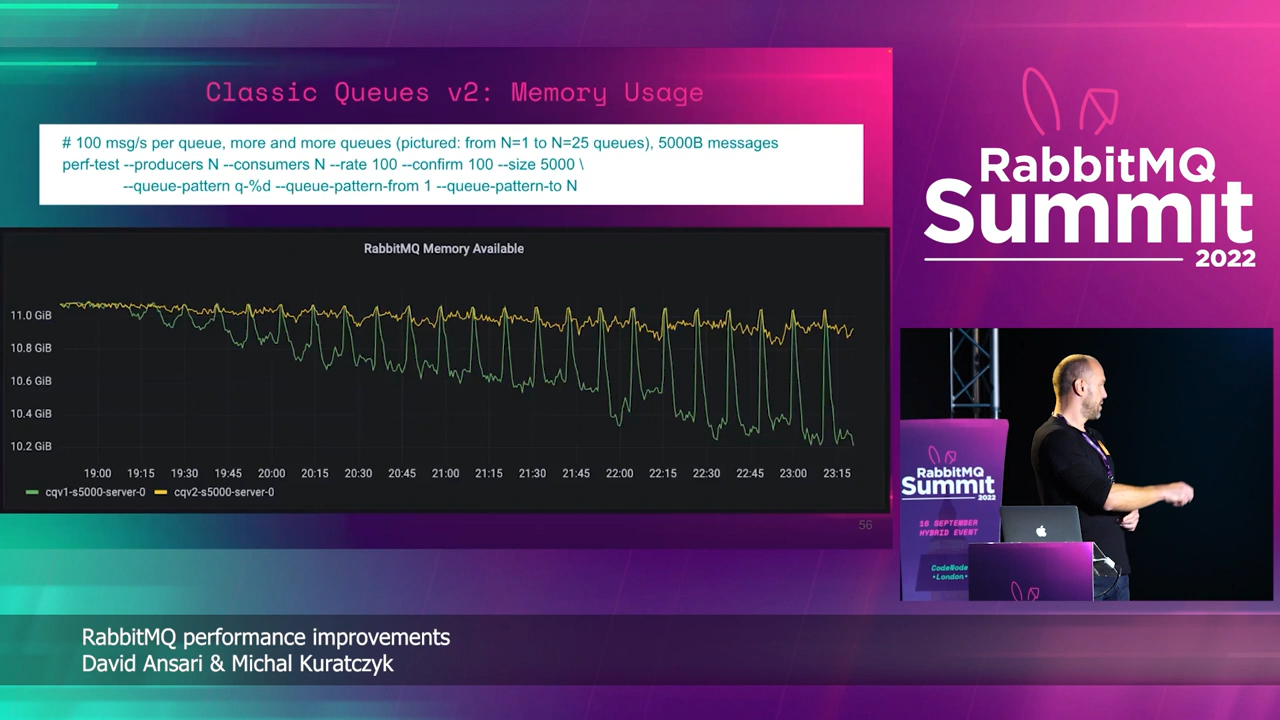 Classic Queues v2: Memory Usage
# 100 msg/s per queue, more and more queues (pictured: from N=1 to N=25 queues), 5000B messages
perf-test --producers N --consumers N --rate 100 --confirm 100 --size 5000 \
--queue-pattern q-%d --queue-pattern-from 1 --queue-pattern-to N
RabbitMQ Memory Available
11.0 GiB
10.8 GiB
10.6 GiB
10.4 GiB
10.2 GiB
19:00 19:15 19:30 19:45 20:00 20:15 20:30 20:45 21:00 21:15 21:30 21:45 22:00 22:15 22:30 22:45 23:00 23:15
cqv1-s5000-server-0 cqv2-s5000-server-0
56
RabbitMQ
Summit
2022
RabbitMQ
Summit
2022
16 SEPTEMBER
HYBRID EVENT
CodeNode
•London•
RabbitMQ performance improvements
David Ansari & Michal Kuratczyk